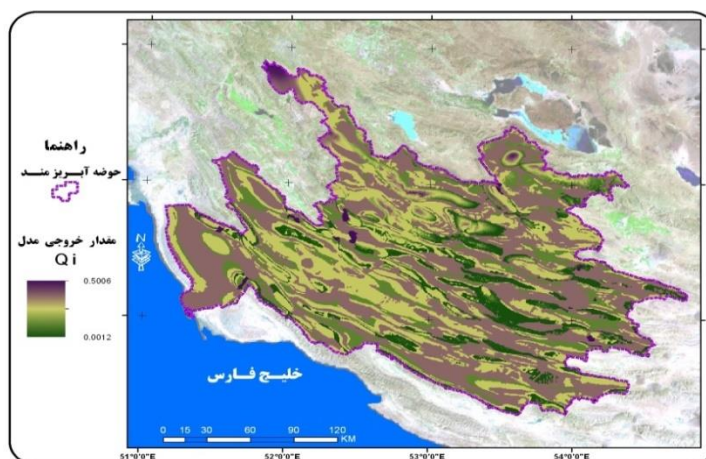 راهنما
حوضه آبریز منـد
مقدار خروجی مدل
Qi
0.5006
0.0012
N
خلیج فارس
0 15 30 60 90 120
KM
51°0'0"E 52°0'0"E 53°0'0"E 54°0'0"E